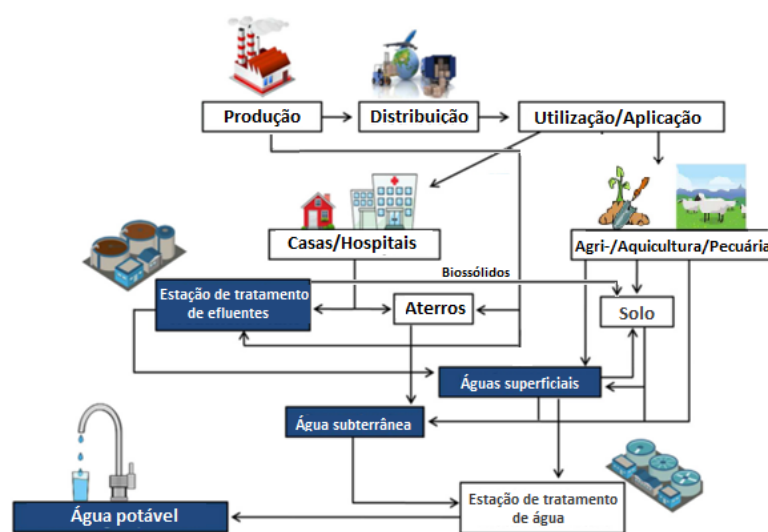 Produção
Distribuição
Utilização/Aplicação
Casas/Hospitais
Agri-/Aquicultura/Pecuária
Biossólidos
Estação de tratamento
de efluentes
Aterros
Solo
Águas superficiais
Água subterrânea
Estação de tratamento
de água
Água potável